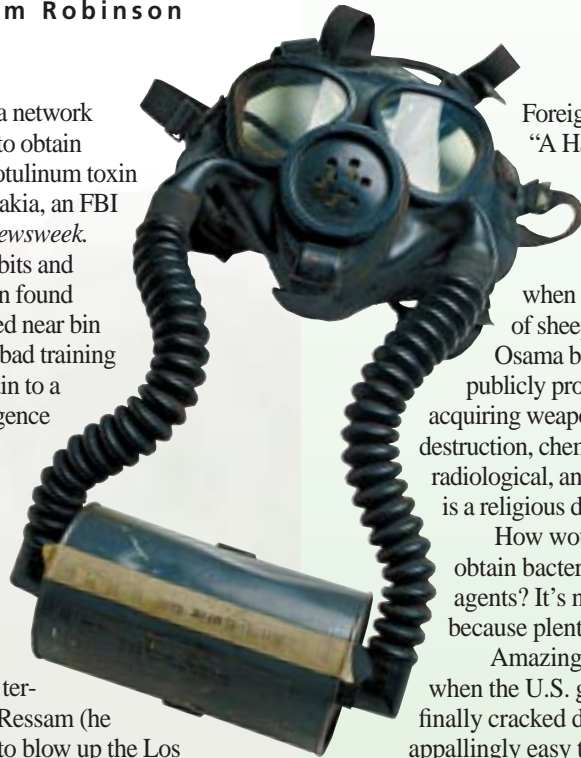 m Robinson
a network
to obtain
otulinum toxin
akia, an FBI
ewsweek.
bits and
n found
ed near bin
bad training
in to a
gence
ter-
Ressam (he
to blow up the Los
Foreig
“A Ha
when
of sheep
Osama b
publicly pro
acquiring weapo
destruction, chem
radiological, an
is a religious d
How wou
obtain bacter
agents? It’s n
because plent
Amazing
when the U.S. g
finally cracked d
appallingly easy t